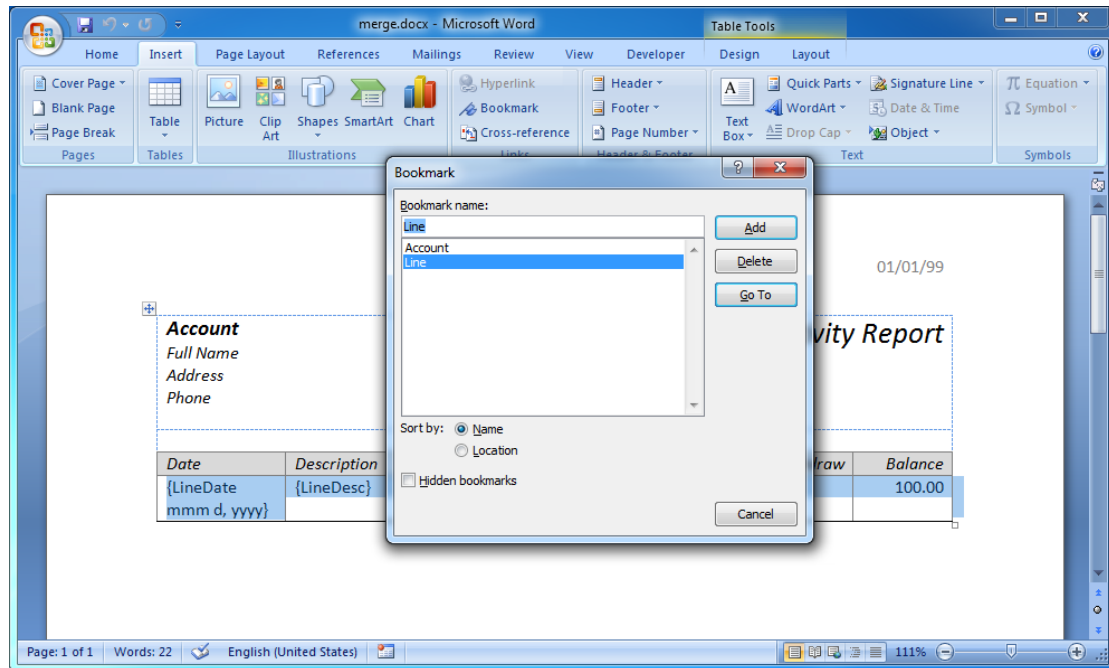 merge.docx - Microsoft Word
Table Tools
Home Insert Page Layout References Mailings Review View Developer Design Layout
Cover Page
Blank Page
Page Break
Pages
Table
Tables
Picture Clip Art Shapes SmartArt Chart
Illustrations
Hyperlink
Bookmark
Cross-reference
Links
Header
Footer
Page Number
Header & Footer
A
Text Box
Quick Parts
WordArt
Drop Cap
Signature Line
Date & Time
Object
Text
π Equation
Ω Symbol
Symbols
Bookmark
Bookmark name:
Line
Account
Line
Add
Delete
Go To
Sort by: Name
Location
Hidden bookmarks
Cancel
01/01/99
Account
Full Name
Address
Phone
vity Report
Date Description raw Balance
{LineDate {LineDesc} 100.00
mmm d, yyyy}
Page: 1 of 1 Words: 22 English (United States) 111%